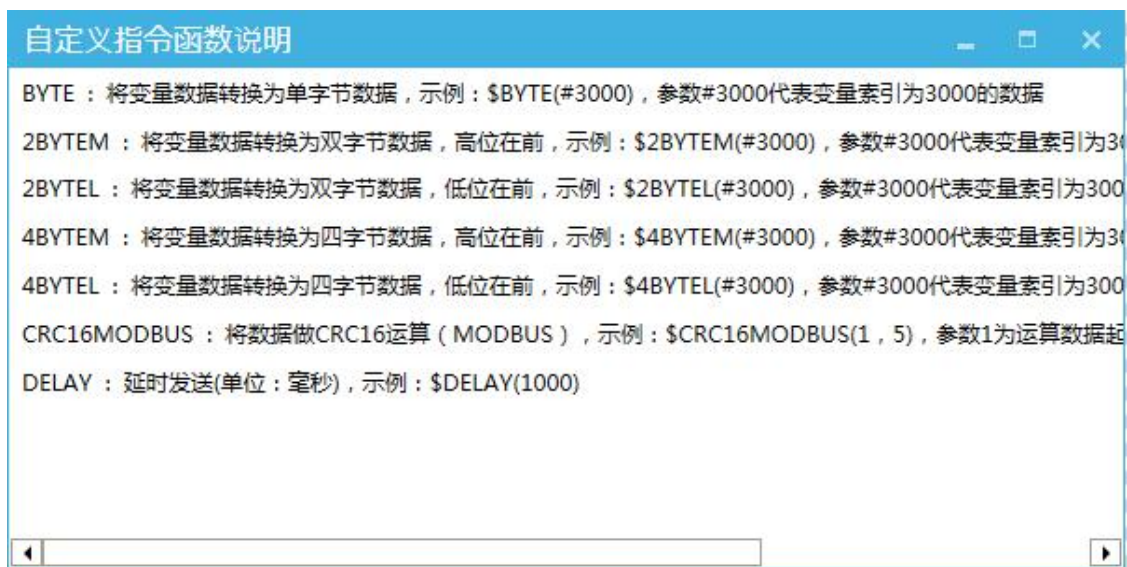 自定义指令函数说明
BYTE : 将变量数据转换为单字节数据 , 示例 : $BYTE(#3000) , 参数#3000代表变量索引为3000的数据
2BYTEM : 将变量数据转换为双字节数据 , 高位在前 , 示例 : $2BYTEM(#3000) , 参数#3000代表变量索引为3
2BYTEL : 将变量数据转换为双字节数据 , 低位在前 , 示例 : $2BYTEL(#3000) , 参数#3000代表变量索引为300
4BYTEM : 将变量数据转换为四字节数据 , 高位在前 , 示例 : $4BYTEM(#3000) , 参数#3000代表变量索引为3
4BYTEL : 将变量数据转换为四字节数据 , 低位在前 , 示例 : $4BYTEL(#3000) , 参数#3000代表变量索引为300
CRC16MODBUS : 将数据做CRC16运算 ( MODBUS ) , 示例 : $CRC16MODBUS(1 , 5) , 参数1为运算数据起
DELAY : 延时发送(单位 : 毫秒) , 示例 : $DELAY(1000)